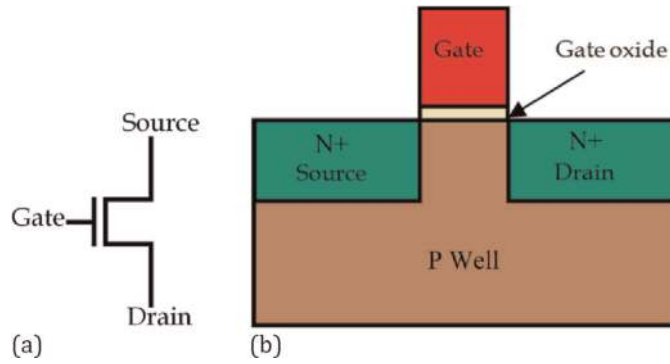 Source
Gate
Drain
(a)
Gate
Gate oxide
N+
Source
N+
Drain
P Well
(b)